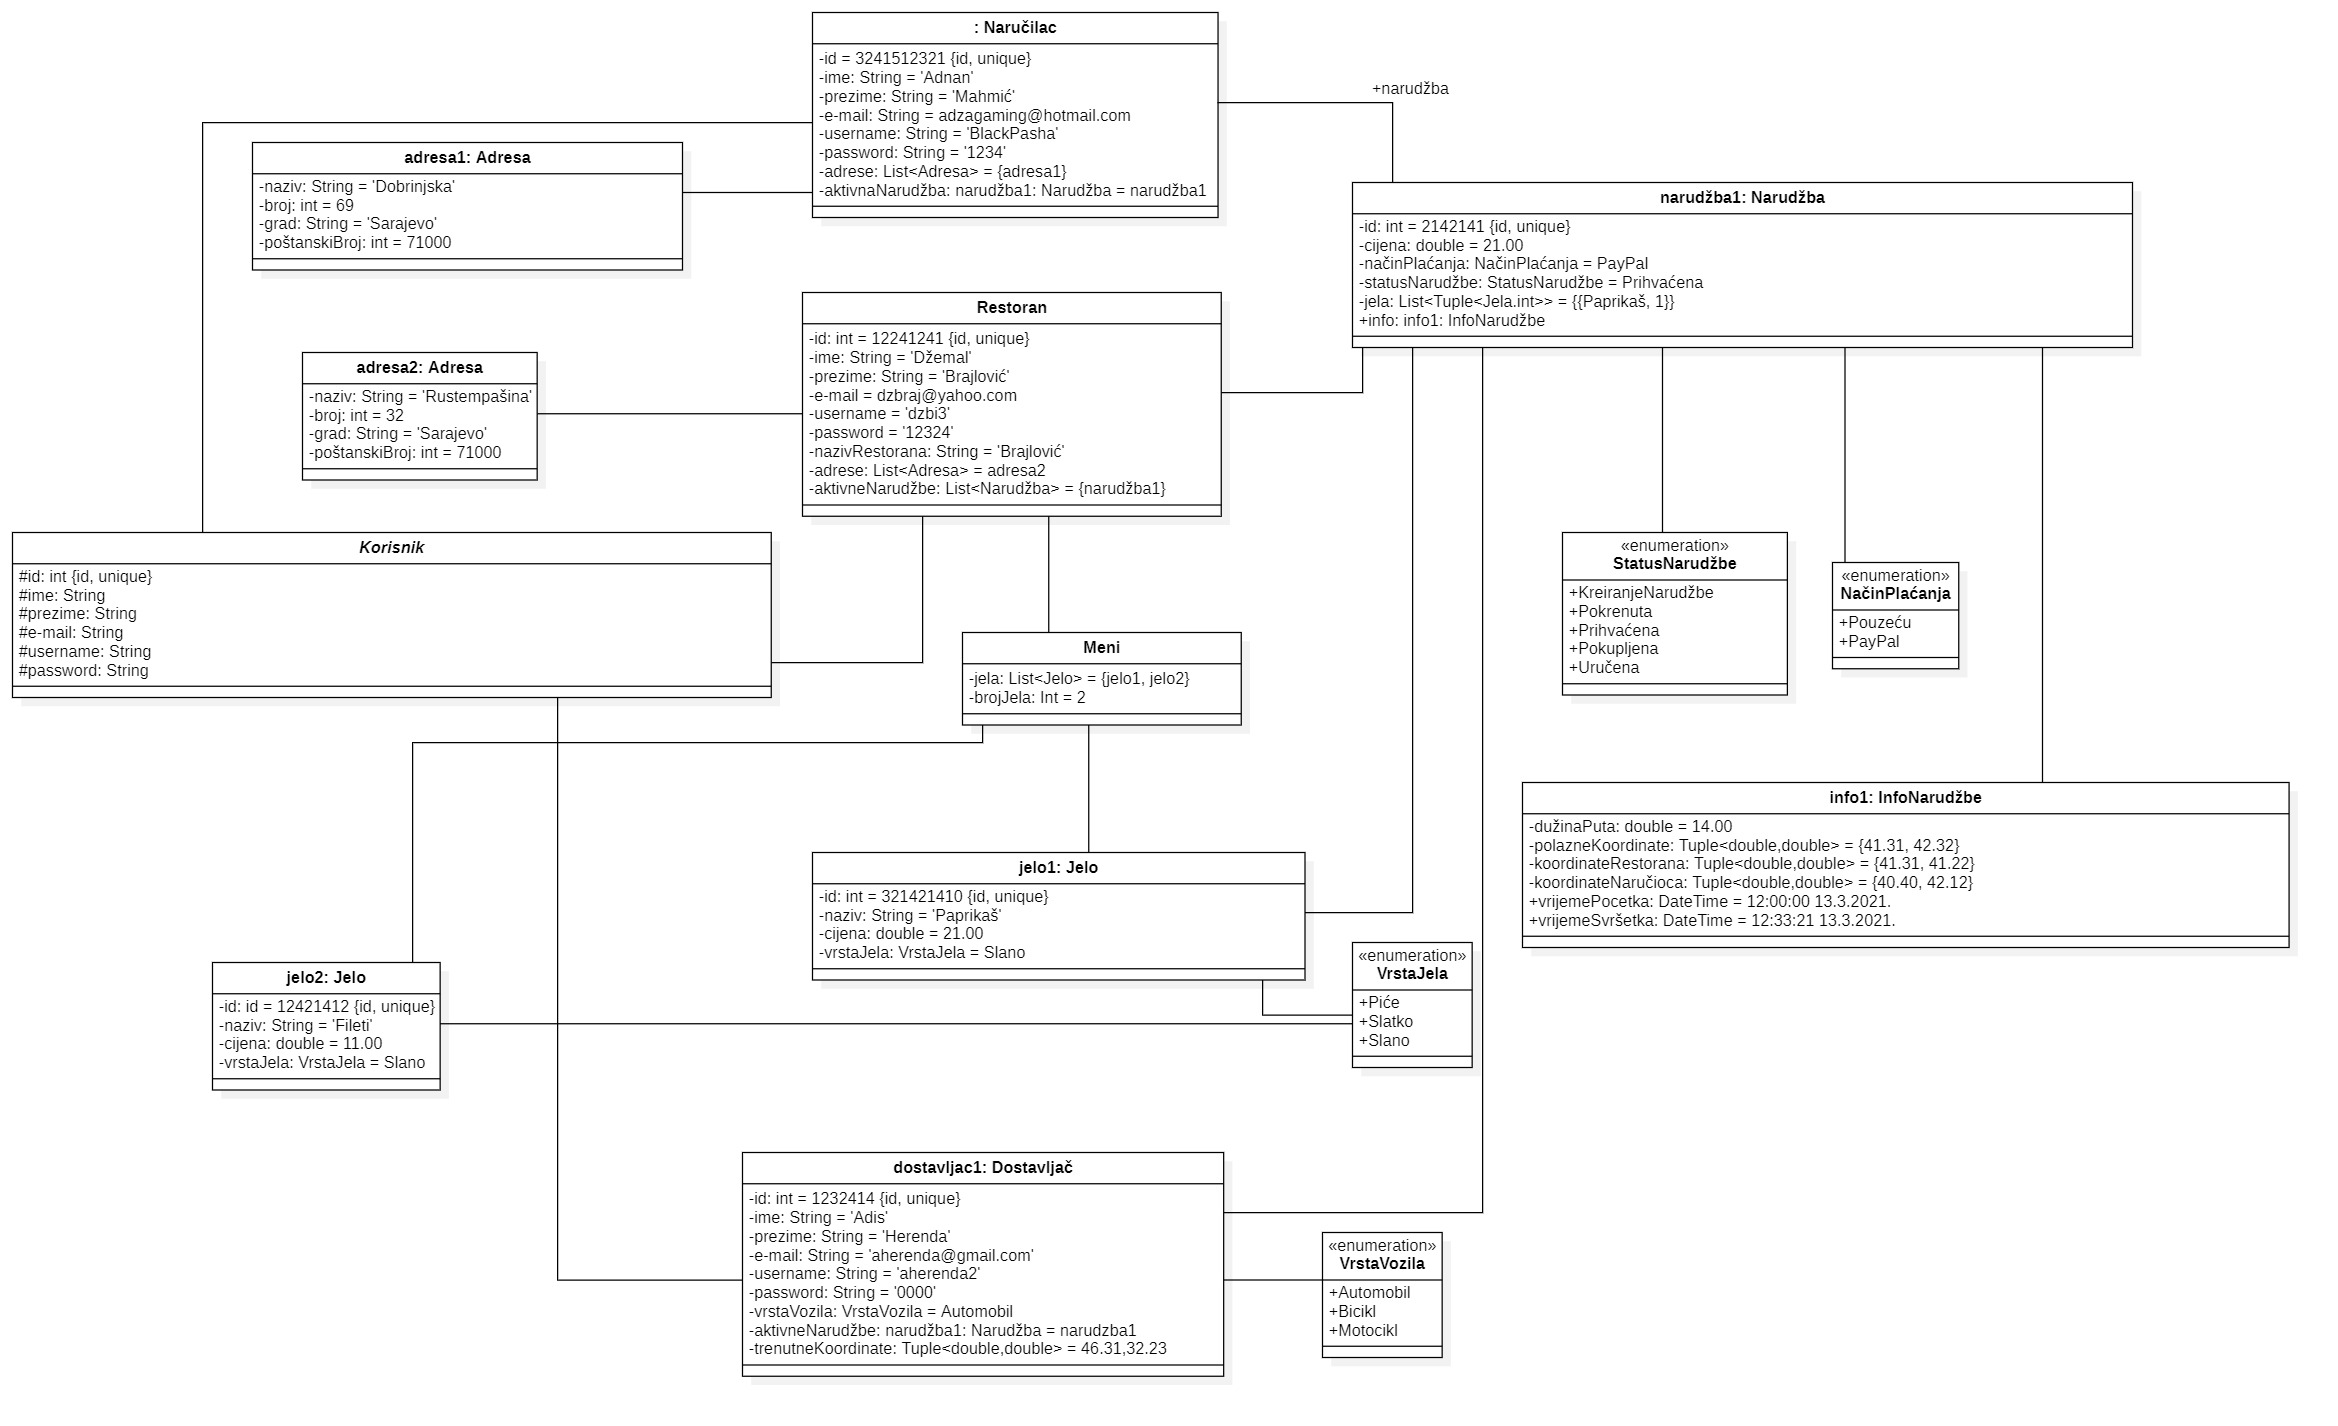 : Naručilac
-id = 3241512321 {id, unique}
-ime: String = 'Adnan'
-prezime: String = 'Mahmić'
-e-mail: String = adzagaming@hotmail.com
-username: String = 'BlackPasha'
-password: String = '1234'
-adrese: List<Adresa> = {adresa1}
-aktivnaNarudžba: narudžba1: Narudžba = narudžba1
+narudžba
adresa1: Adresa
-naziv: String = 'Dobrinjska'
-broj: int = 69
-grad: String = 'Sarajevo'
-poštanskiBroj: int = 71000
narudžba1: Narudžba
-id: int = 2142141 {id, unique}
-cijena: double = 21.00
-načinPlaćanja: NačinPlaćanja = PayPal
-statusNarudžbe: StatusNarudžbe = Prihvaćena
-jela: List<Tuple<Jela.int>> = {{Paprikaš, 1}}
+info: info1: InfoNarudžbe
Restoran
-id: int = 12241241 {id, unique}
-ime: String = 'Džemal'
-prezime: String = 'Brajlović'
-e-mail = dzbraj@yahoo.com
-username = 'dzbi3'
-password = '12324'
-nazivRestorana: String = 'Brajlović'
-adrese: List<Adresa> = adresa2
-aktivneNarudžbe: List<Narudžba> = {narudžba1}
adresa2: Adresa
-naziv: String = 'Rustempašina'
-broj: int = 32
-grad: String = 'Sarajevo'
-poštanskiBroj: int = 71000
Korisnik
#id: int {id, unique}
#ime: String
#prezime: String
#e-mail: String
#username: String
#password: String
«enumeration»
StatusNarudžbe
+KreiranjeNarudžbe
+Pokrenuta
+Prihvaćena
+Pokupljena
+Uručena
«enumeration»
NačinPlaćanja
+Pouzeću
+PayPal
Meni
-jela: List<Jelo> = {jelo1, jelo2}
-brojJela: Int = 2
info1: InfoNarudžbe
-dužinaPuta: double = 14.00
-polazneKoordinate: Tuple<double,double> = {41.31, 42.32}
-koordinateRestorana: Tuple<double,double> = {41.31, 41.22}
-koordinateNaručioca: Tuple<double,double> = {40.40, 42.12}
+vrijemePocetka: DateTime = 12:00:00 13.3.2021.
+vrijemeSvršetka: DateTime = 12:33:21 13.3.2021.
jelo1: Jelo
-id: int = 321421410 {id, unique}
-naziv: String = 'Paprikaš'
-cijena: double = 21.00
-vrstaJela: VrstaJela = Slano
«enumeration»
VrstaJela
+Piće
+Slatko
+Slano
jelo2: Jelo
-id: id = 12421412 {id, unique}
-naziv: String = 'Fileti'
-cijena: double = 11.00
-vrstaJela: VrstaJela = Slano
dostavljac1: Dostavljač
-id: int = 1232414 {id, unique}
-ime: String = 'Adis'
-prezime: String = 'Herenda'
-e-mail: String = 'aherenda@gmail.com'
-username: String = 'aherenda2'
-password: String = '0000'
-vrstaVozila: VrstaVozila = Automobil
-aktivneNarudžbe: narudžba1: Narudžba = narudzba1
-trenutneKoordinate: Tuple<double,double> = 46.31,32.23
«enumeration»
VrstaVozila
+Automobil
+Bicikl
+Motocikl